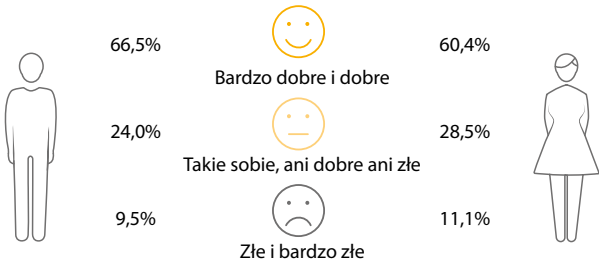 66,5%
60,4%
Bardzo dobre i dobre
24,0%
28,5%
Takie sobie, ani dobre ani złe
9,5%
11,1%
Złe i bardzo złe